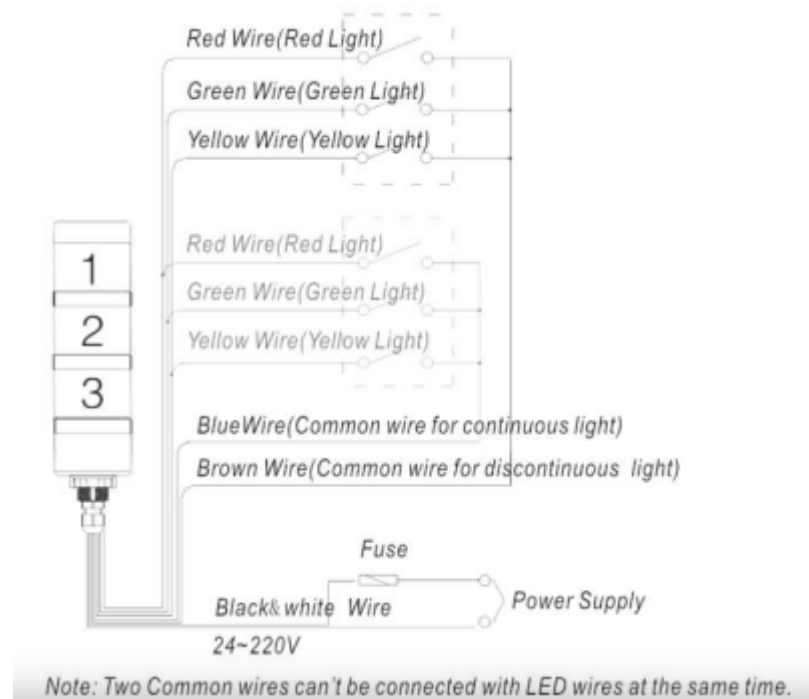 Red Wire(Red Light)
Green Wire(Green Light)
Yellow Wire(Yellow Light)
1
2
3
Red Wire(Red Light)
Green Wire(Green Light)
Yellow Wire(Yellow Light)
BlueWire(Common wire for continuous light)
Brown Wire(Common wire for discontinuous light)
Fuse
Black&white Wire
Power Supply
24~220V
Note: Two Common wires can't be connected with LED wires at the same time.